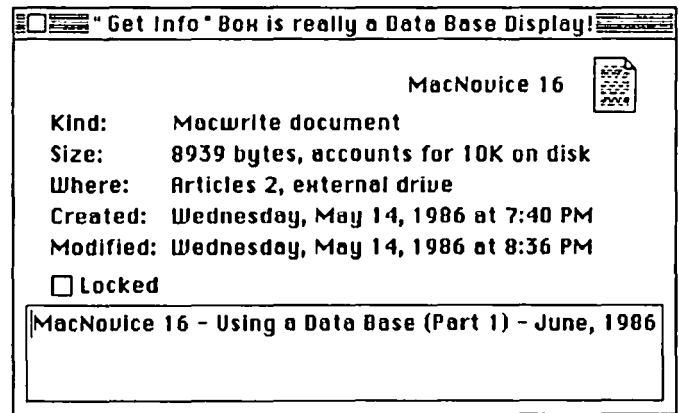 "Get Info" Box is really a Data Base Display!
MacNovice 16
Kind: Macwrite document
Size: 8939 bytes, accounts for 10K on disk
Where: Articles 2, external drive
Created: Wednesday, May 14, 1986 at 7:40 PM
Modified: Wednesday, May 14, 1986 at 8:36 PM
Locked
MacNovice 16 - Using a Data Base (Part 1) - June, 1986